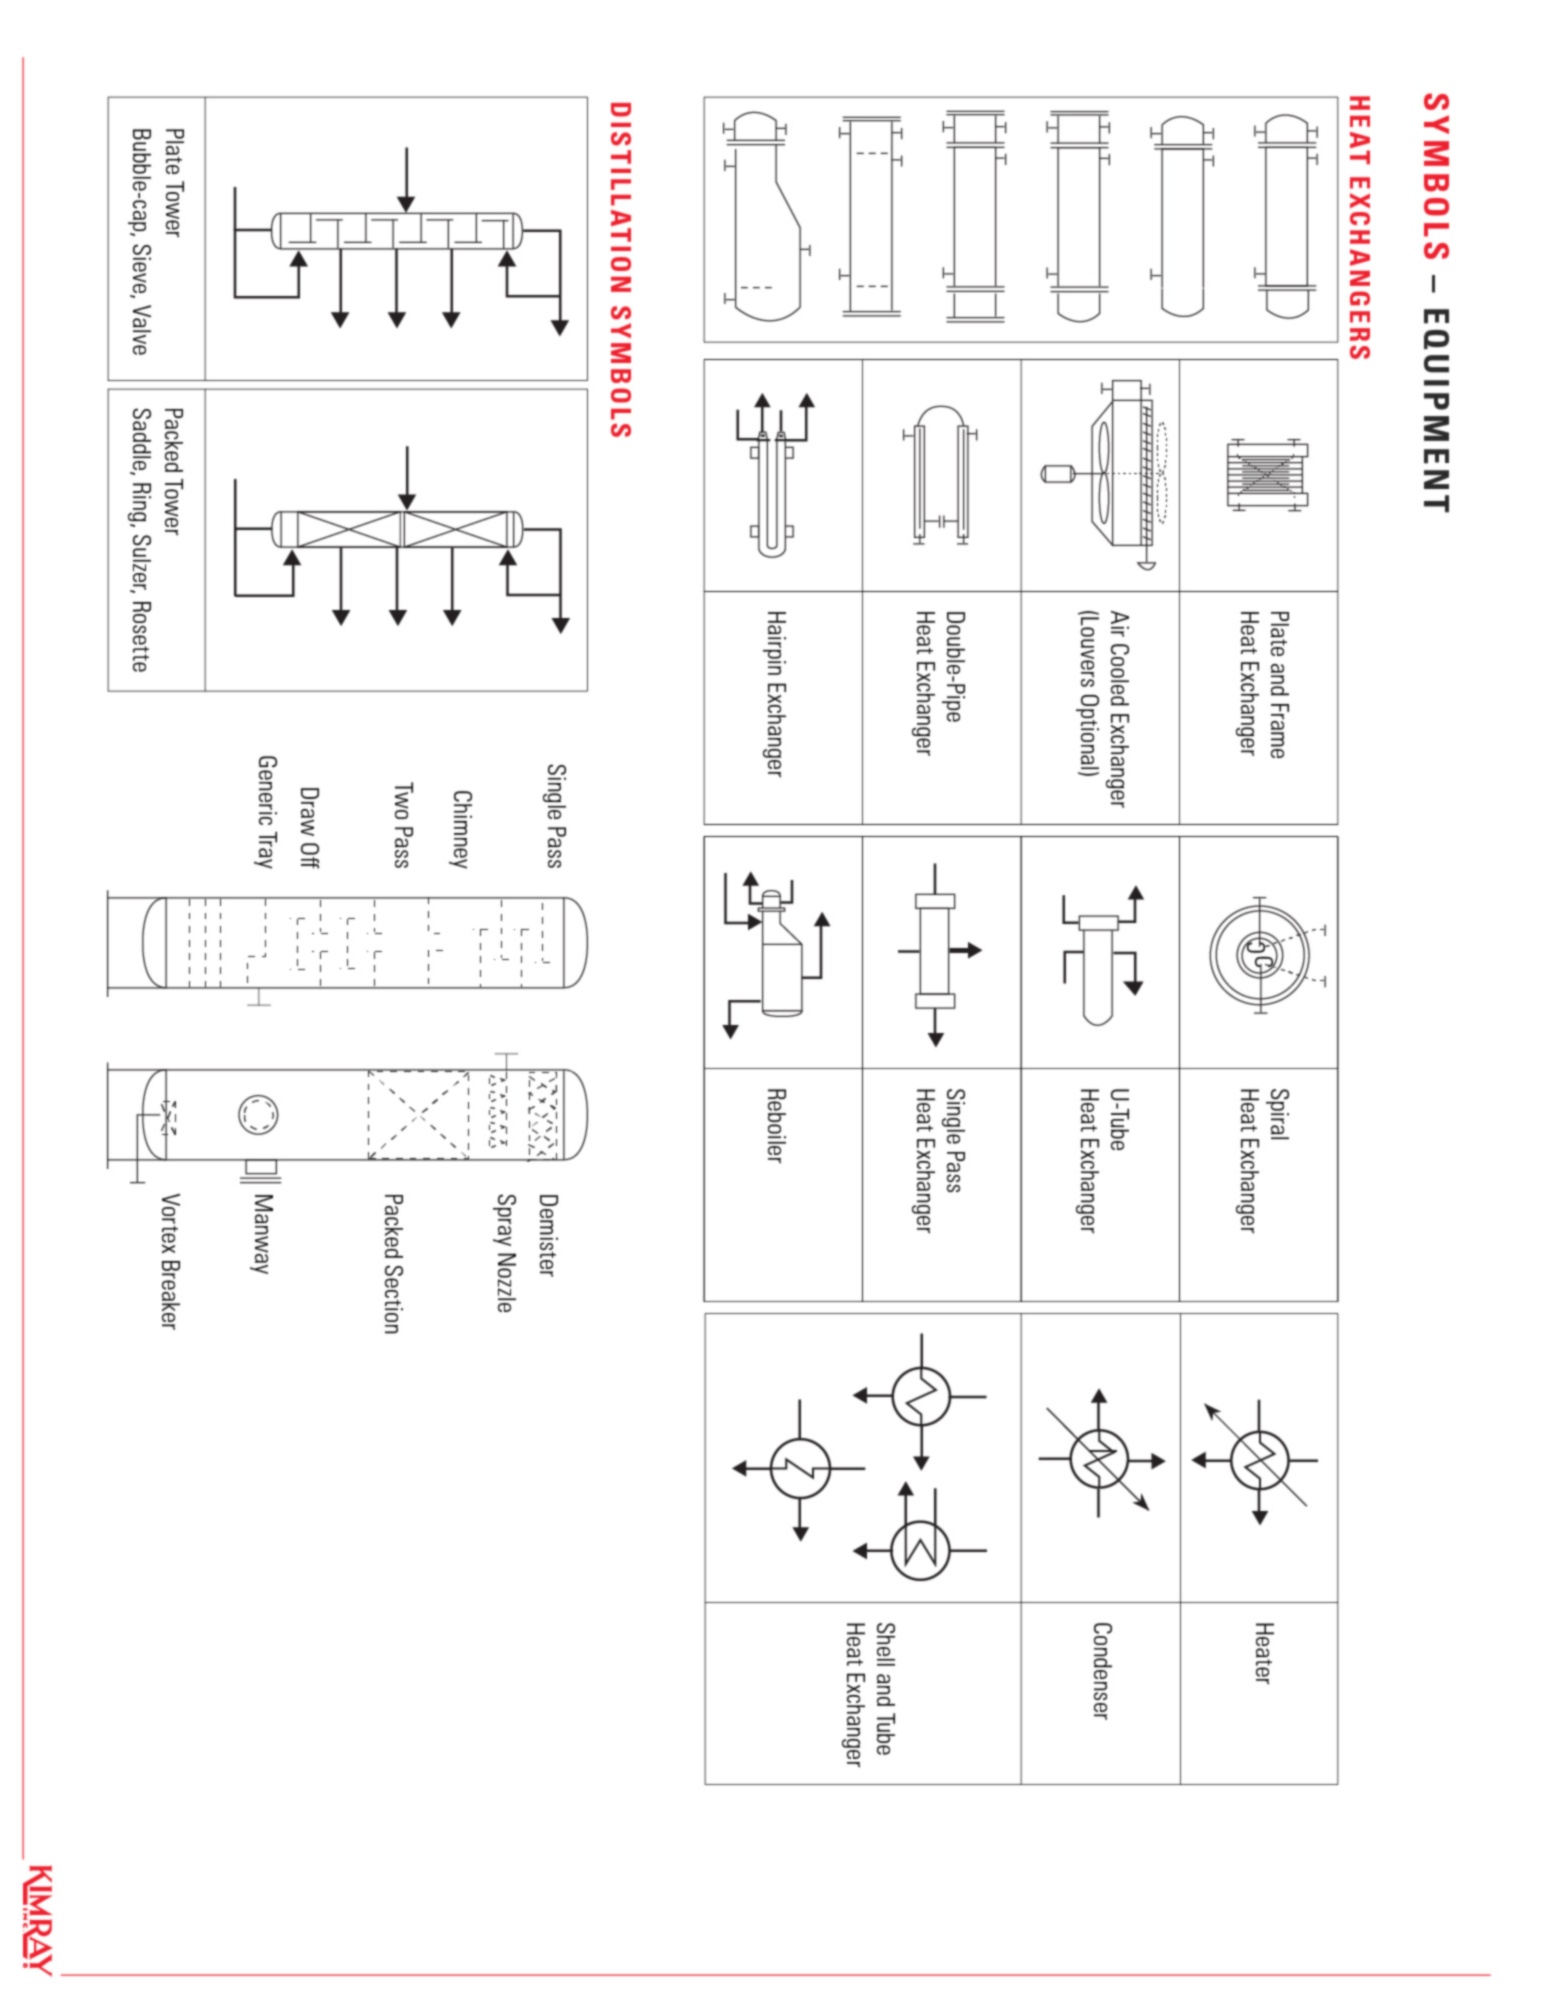 SYMBOLS – EQUIPMENT
HEAT EXCHANGERS
Plate and Frame
Heat Exchanger
Air Cooled Exchanger
(Louvers Optional)
Double-Pipe
Heat Exchanger
Hairpin Exchanger
Spiral
Heat Exchanger
U-Tube
Heat Exchanger
Single Pass
Heat Exchanger
Reboiler
Heater
Condenser
Shell and Tube
Heat Exchanger
DISTILLATION SYMBOLS
Plate Tower
Bubble-cap, Sieve, Valve
Packed Tower
Saddle, Ring, Sulzer, Rosette
Single Pass
Chimney
Two Pass
Draw Off
Generic Tray
Demister
Spray Nozzle
Packed Section
Manway
Vortex Breaker
KIMRAY